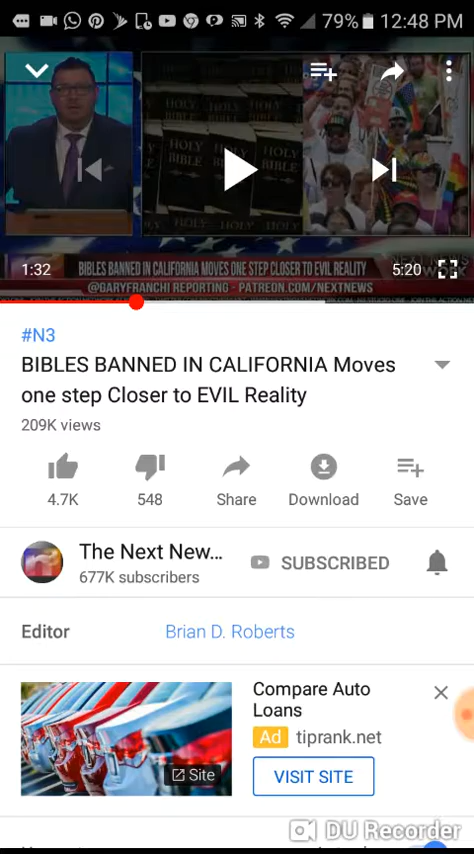 79% 12:48 PM
HOLY BIBLE
HOLY BIBLE
HOLY
1:32
5:20
BIBLES BANNED IN CALIFORNIA MOVES ONE STEP CLOSER TO EVIL REALITY
@GARYFRANCHI REPORTING - PATREON.COM/NEXTNEWS
#N3
BIBLES BANNED IN CALIFORNIA Moves
one step Closer to EVIL Reality
209K views
4.7K
548
Share
Download
Save
The Next New...
SUBSCRIBED
677K subscribers
Editor
Brian D. Roberts
Compare Auto
Loans
Ad tiprank.net
Site
VISIT SITE
DU Recorder